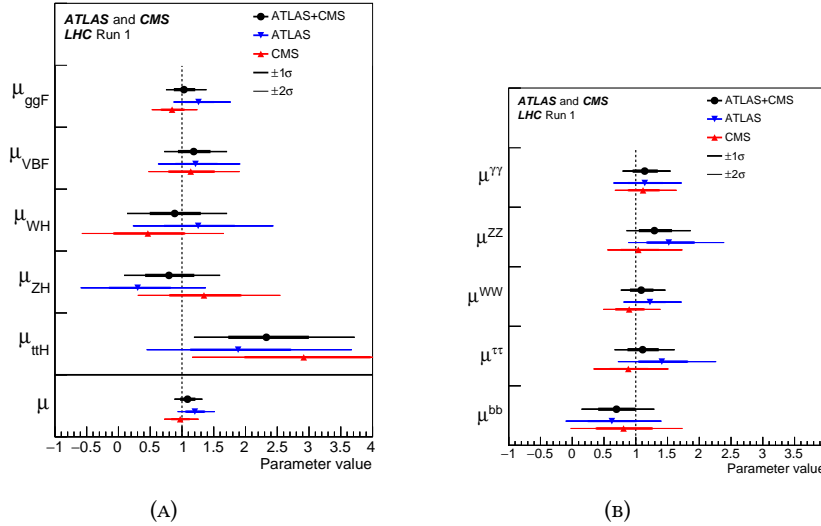 ATLAS and CMS
LHC Run 1
ATLAS+CMS
ATLAS
CMS
±1σ
±2σ
μggF
μVBF
μWH
μZH
μttH
μ
−1 −0.5 0 0.5 1 1.5 2 2.5 3 3.5 4
Parameter value
(A)
ATLAS and CMS
LHC Run 1
ATLAS+CMS
ATLAS
CMS
±1σ
±2σ
μγγ
μZZ
μWW
μττ
μbb
−1 −0.5 0 0.5 1 1.5 2 2.5 3 3.5 4
Parameter value
(B)